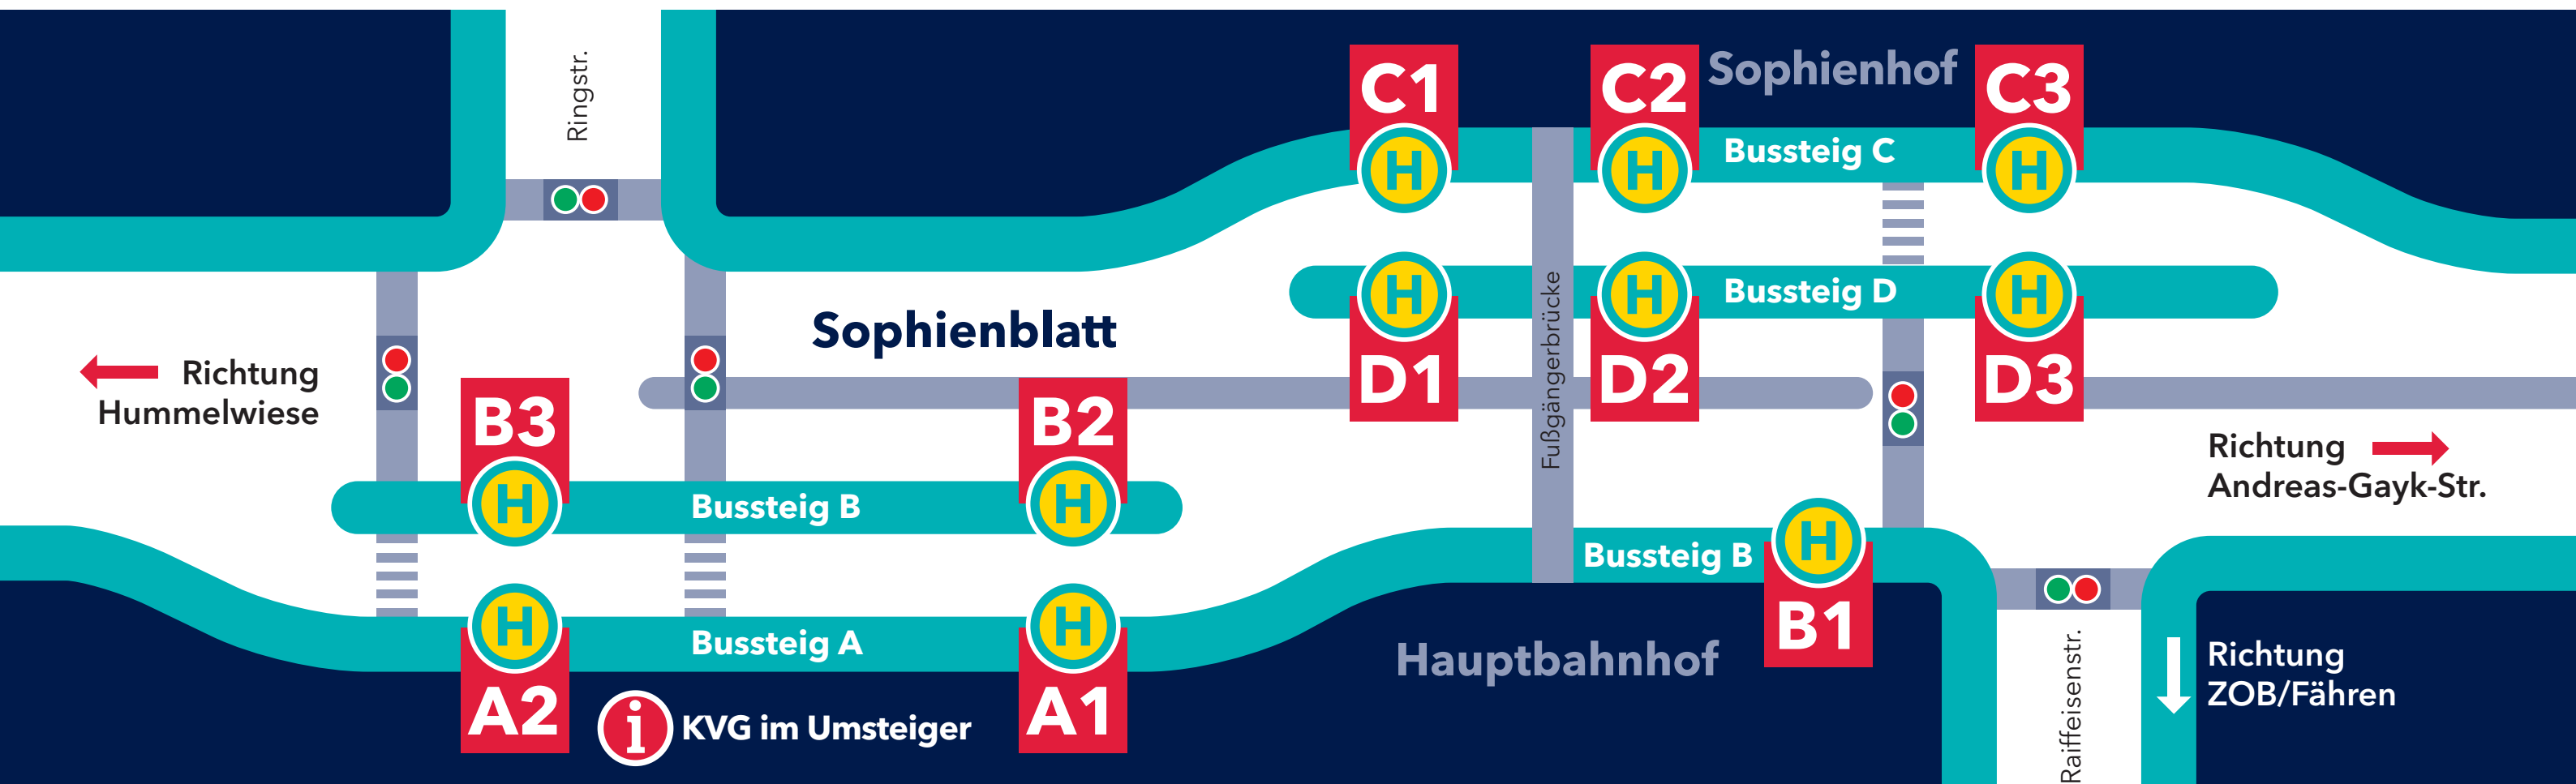 Ringstr.
C1
C2
Sophienhof
C3
H
H
H
Bussteig C
H
H
H
Bussteig D
D1
D2
D3
Sophienblatt
Fußgängerbrücke
Richtung
Hummelwiese
B3
B2
H
H
Bussteig B
Richtung
Andreas-Gayk-Str.
H
Bussteig B
B1
H
H
Bussteig A
A2
A1
i
KVG im Umsteiger
Hauptbahnhof
Raiffeisenstr.
Richtung
ZOB/Fähren